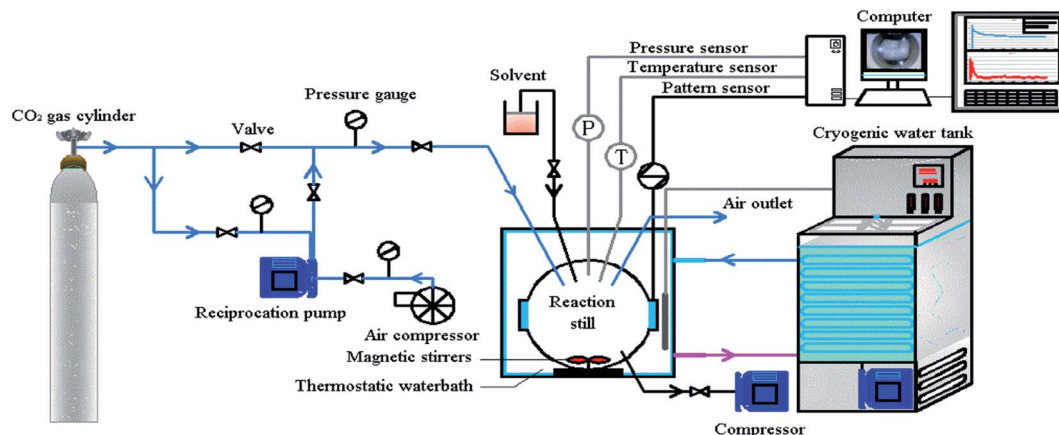 Computer
Pressure sensor
Solvent
Temperature sensor
Pressure gauge
Pattern sensor
CO₂ gas cylinder
Valve
P
Cryogenic water tank
T
Air outlet
Reaction
still
Reciprocation pump
Air compressor
Magnetic stirrers
Thermostatic waterbath
Compressor